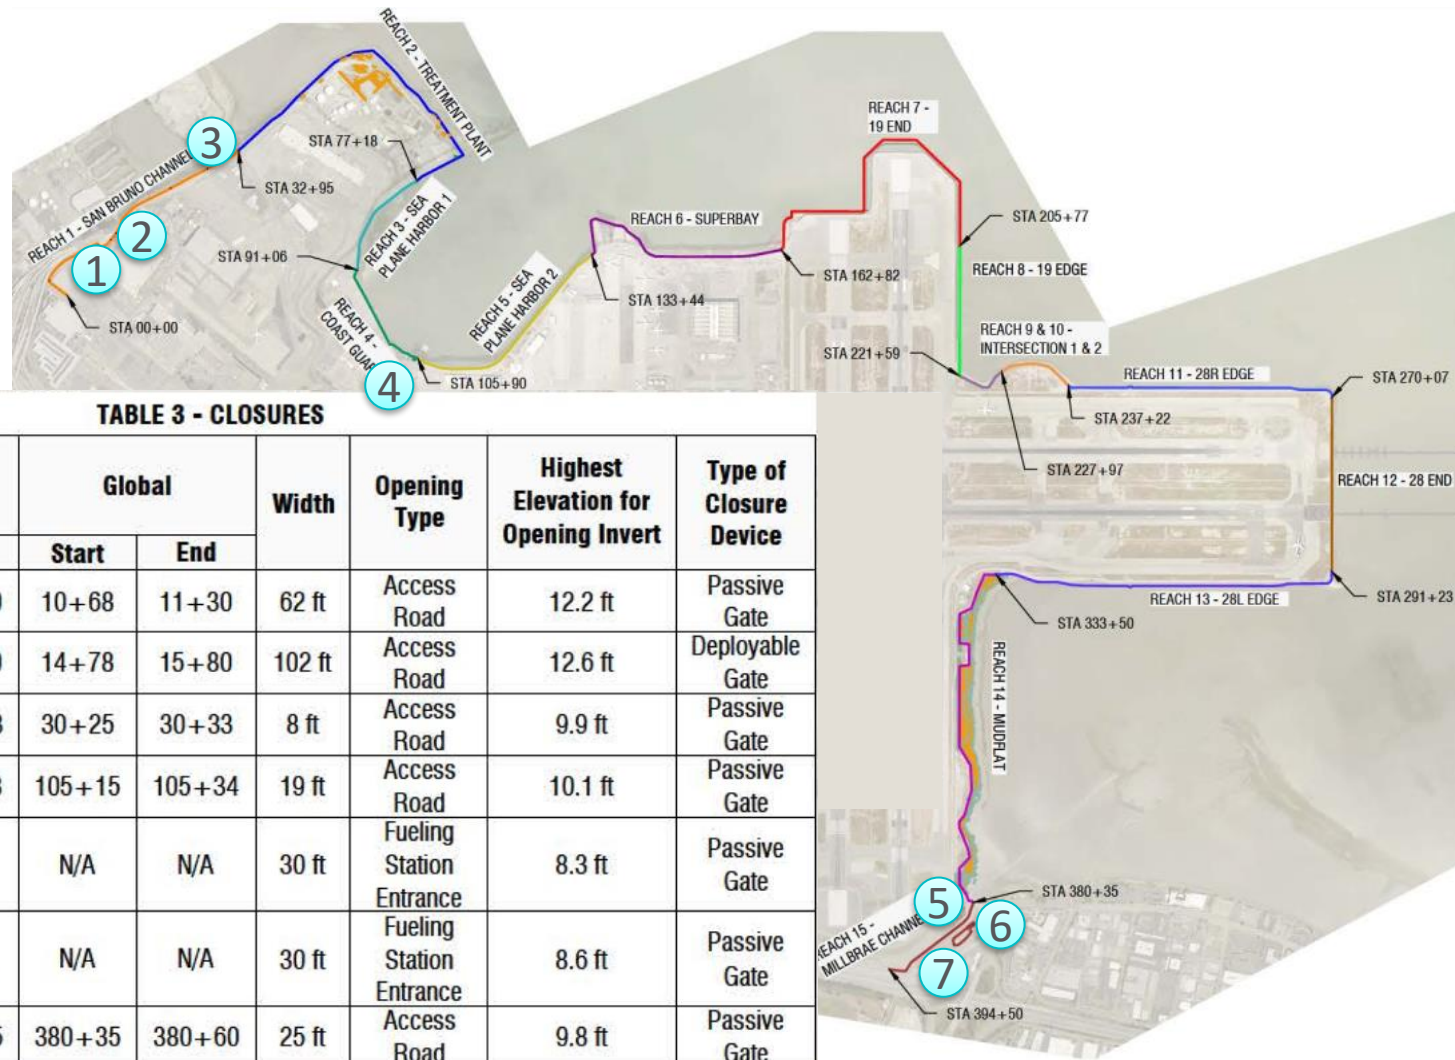 REACH 2 - TREATMENT PLANT
REACH 7 -
19 END
3
STA 77+18
REACH 1 - SAN BRUNO CHANNEL
STA 32+95
2
1
STA 00+00
REACH 3 - SEA
PLANE HARBOR 1
STA 91+06
REACH 4 -
COAST GUA
4
STA 105+90
REACH 5 - SEA
PLANE HARBOR 2
STA 133+44
REACH 6 - SUPERBAY
STA 162+82
STA 205+77
REACH 8 - 19 EDGE
STA 221+59
REACH 9 & 10 -
INTERSECTION 1 & 2
REACH 11 - 28R EDGE
STA 270+07
STA 237+22
STA 227+97
REACH 12 - 28 END
REACH 13 - 28L EDGE
STA 291+23
STA 333+50
REACH 14 - MUDFLAT
5
STA 380+35
6
REACH 15 -
MILLBRAE CHANNE
7
STA 394+50
TABLE 3 - CLOSURES
Global Width Opening Type Highest Elevation for Opening Invert Type of Closure Device
Start End
10+68 11+30 62 ft Access Road 12.2 ft Passive Gate
14+78 15+80 102 ft Access Road 12.6 ft Deployable Gate
30+25 30+33 8 ft Access Road 9.9 ft Passive Gate
105+15 105+34 19 ft Access Road 10.1 ft Passive Gate
N/A N/A 30 ft Fueling Station Entrance 8.3 ft Passive Gate
N/A N/A 30 ft Fueling Station Entrance 8.6 ft Passive Gate
380+35 380+60 25 ft Access Road 9.8 ft Passive Gate